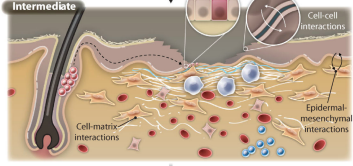 Intermediate
Cell-cell
interactions
Cell-matrix
interactions
Epidermal-
mesenchymal
interactions